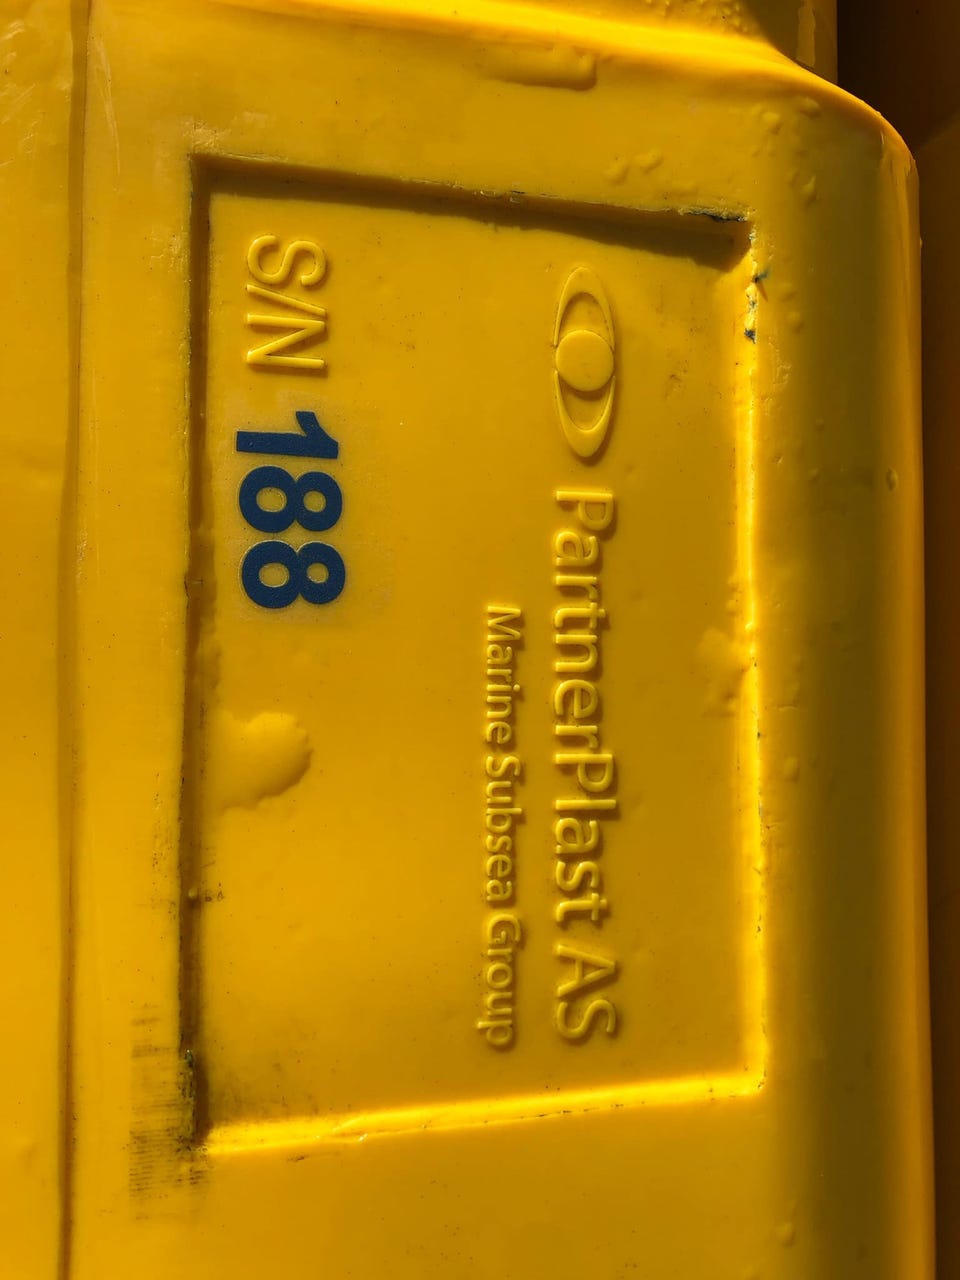 PartnerPlast AS
Marine Subsea Group
S/N 188